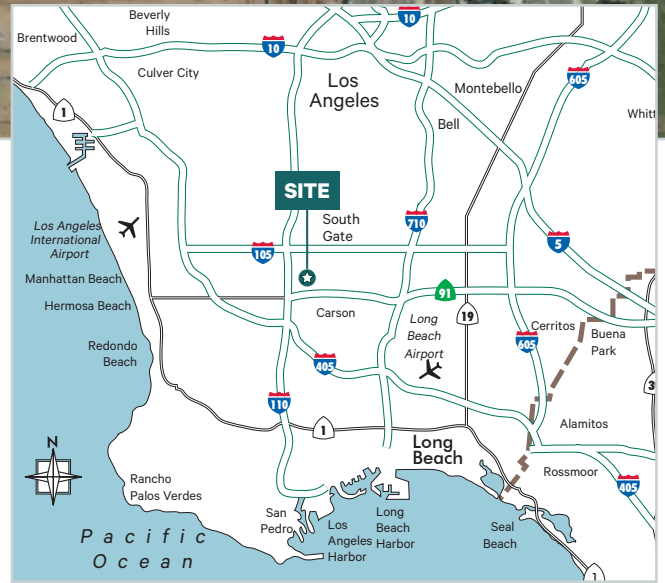 Beverly
Hills
10
Brentwood
10
Culver City
Los
Angeles
Montebello
605
1
Bell
SITE
South
Gate
710
Los Angeles
International
Airport
105
5
Manhattan Beach
91
Hermosa Beach
Carson
Long
Beach
Airport
19
Cerritos
Buena
Park
605
Redondo
Beach
405
110
1
Alamitos
Long
Beach
N
Rossmoor
405
Rancho
Palos Verdes
San
Pedro
Los
Angeles
Harbor
Long
Beach
Harbor
Seal
Beach
Pacific
Ocean
1